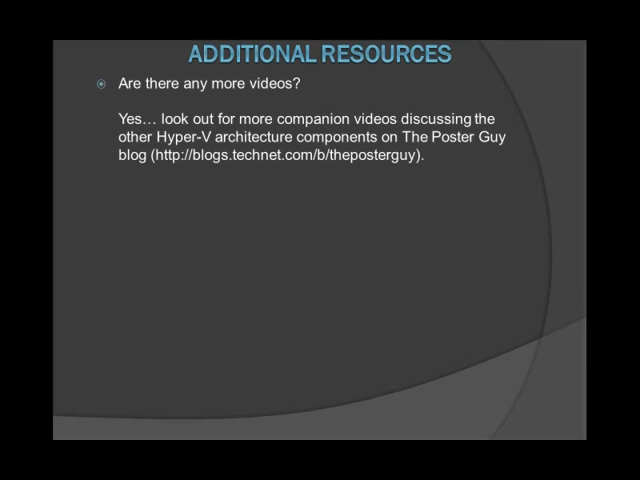 ADDITIONAL RESOURCES
Are there any more videos?
Yes… look out for more companion videos discussing the
other Hyper-V architecture components on The Poster Guy
blog (http://blogs.technet.com/b/theposterguy).